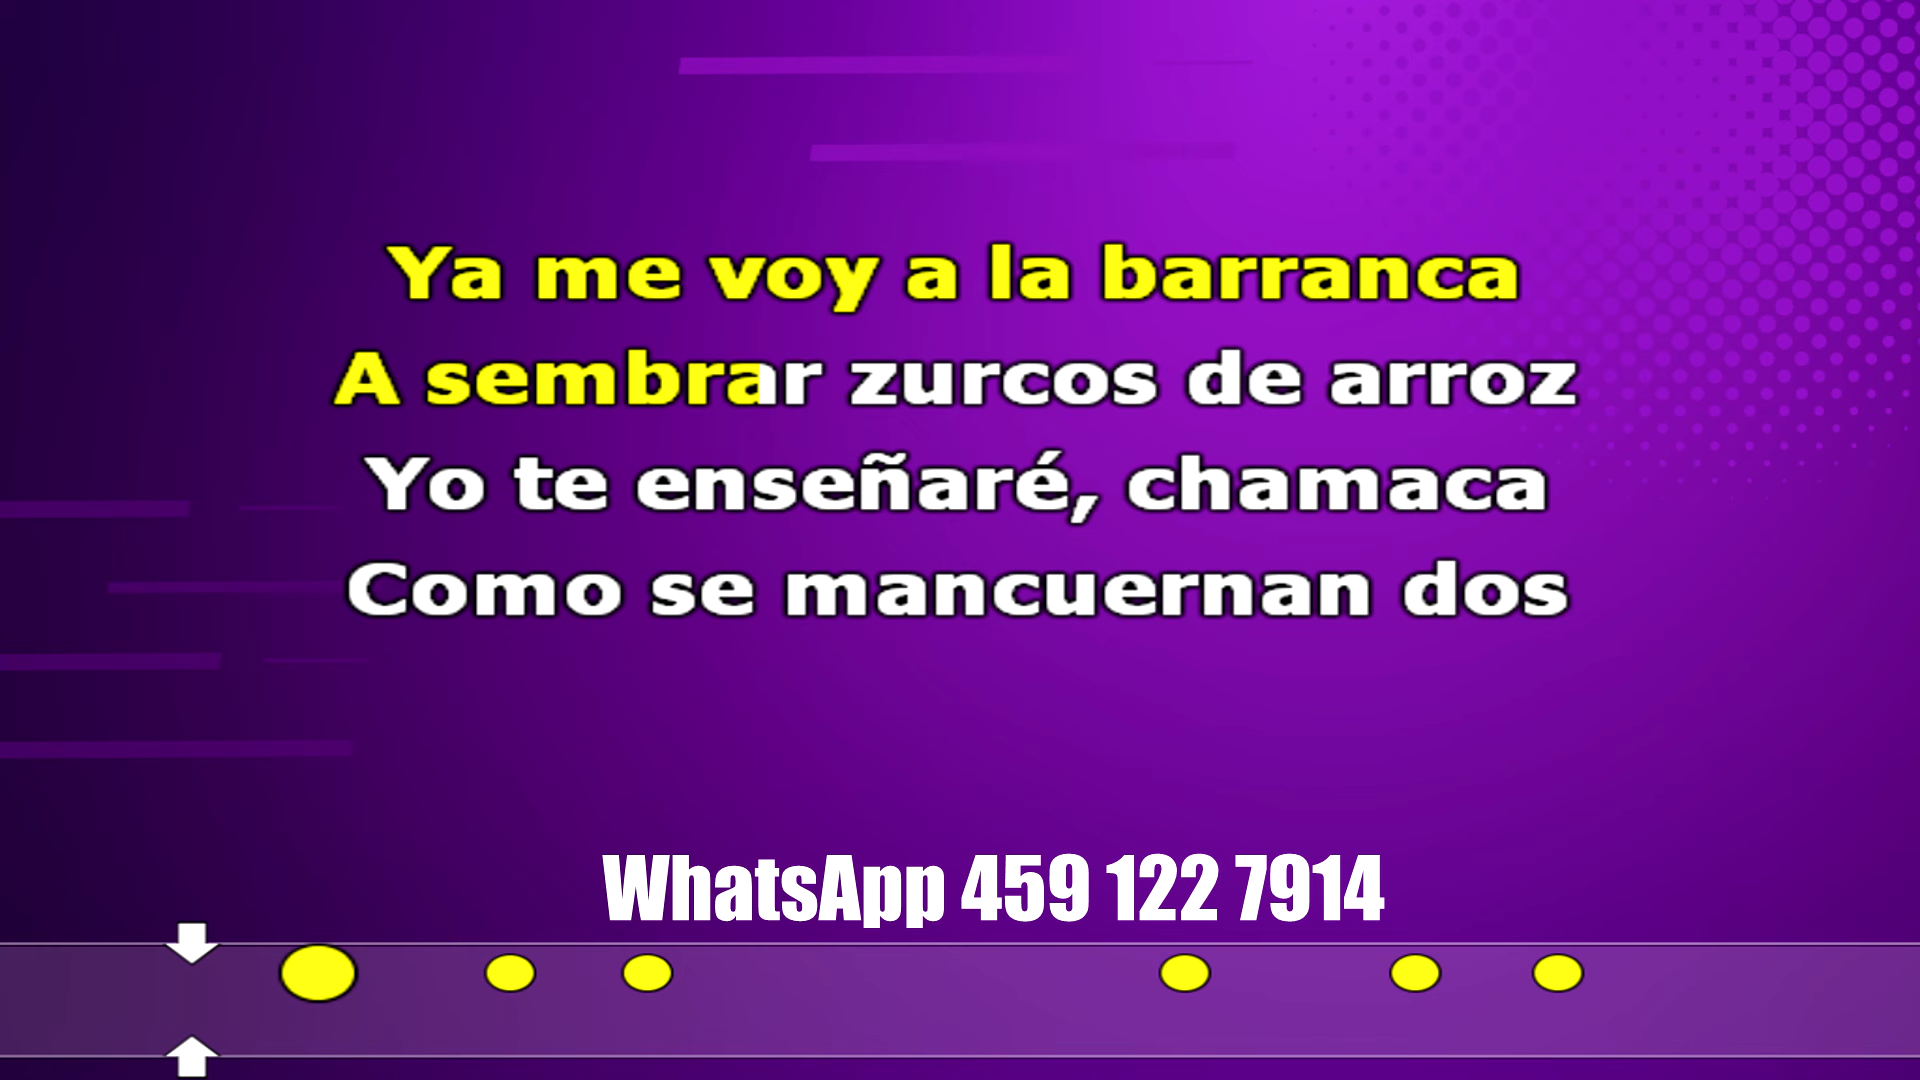 Ya me voy a la barranca
A sembrar zurcos de arroz
Yo te enseñaré, chamaca
Como se mancuernan dos
WhatsApp 459 122 7914